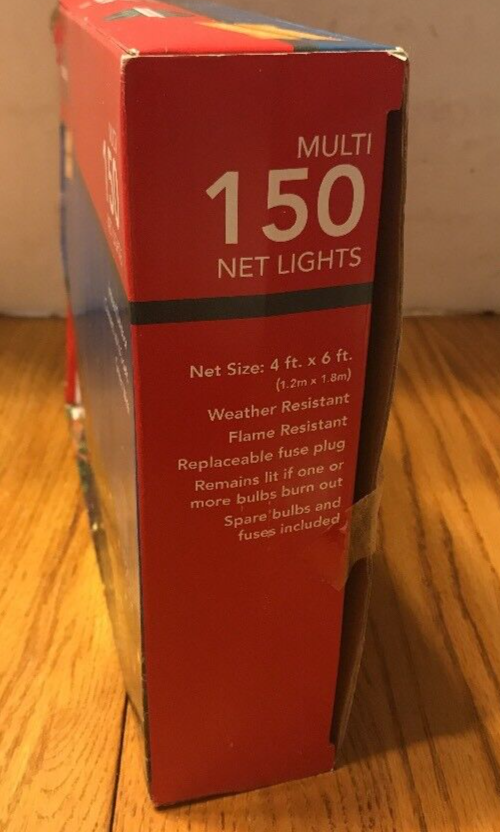 MULTI
150
NET LIGHTS
Net Size: 4 ft. x 6 ft.
(1.2m x 1.8m)
Weather Resistant
Flame Resistant
Replaceable fuse plug
Remains lit if one or
more bulbs burn out
Spare bulbs and
fuses included
150